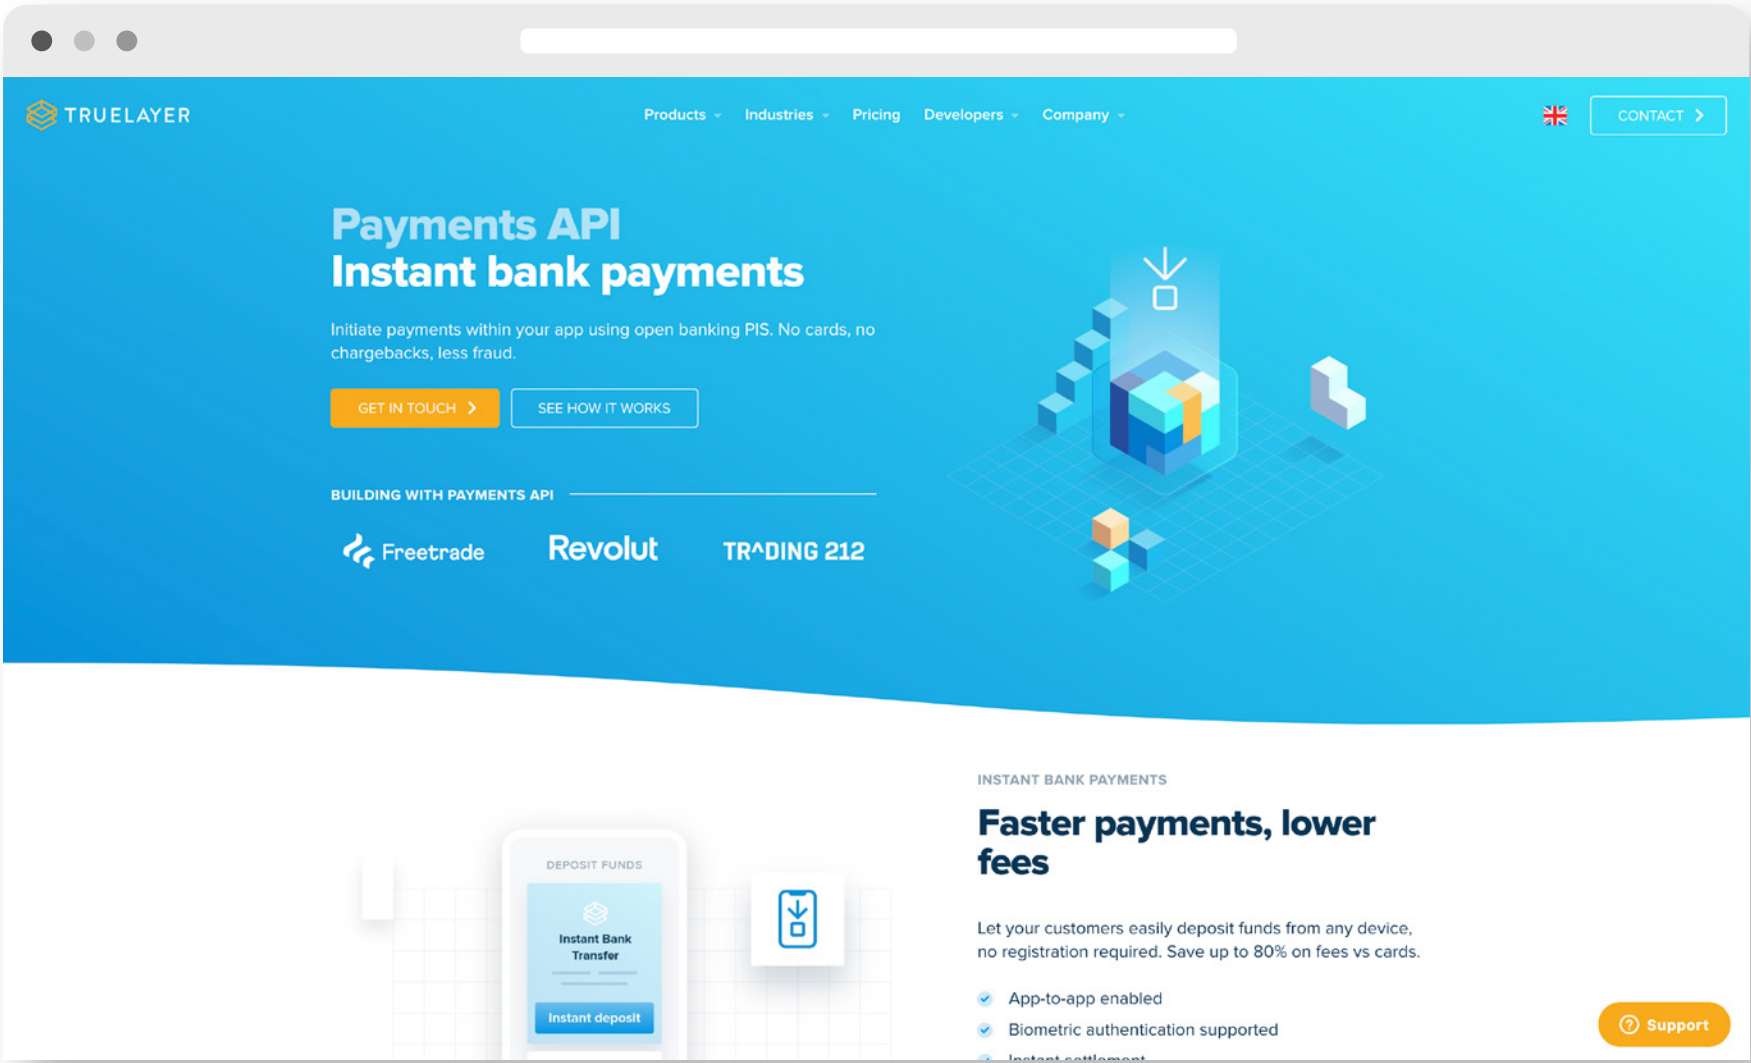 TRUELAYER
Products
Industries
Pricing
Developers
Company
CONTACT
Payments API
Instant bank payments
Initiate payments within your app using open banking PIS. No cards, no
chargebacks, less fraud.
GET IN TOUCH
SEE HOW IT WORKS
BUILDING WITH PAYMENTS API
Freetrade
Revolut
TR^DING 212
INSTANT BANK PAYMENTS
Faster payments, lower
fees
Let your customers easily deposit funds from any device,
no registration required. Save up to 80% on fees vs cards.
App-to-app enabled
Biometric authentication supported
Instant settlement
DEPOSIT FUNDS
Instant Bank
Transfer
Instant deposit
Support